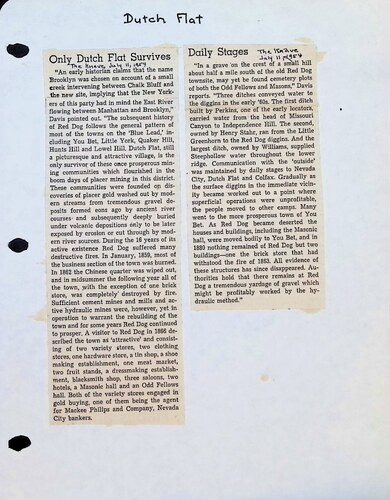 Dutch Flat
Only Dutch Flat Survives
The Knave, July 11, 1954
"An early historian claims that the name
Brooklyn was chosen on account of a small
creek intervening between Chalk Bluff and
the new site, implying that the New York-
ers of this party had in mind the East River
flowing between Manhattan and Brooklyn,"
Davis pointed out. "The subsequent history
of Red Dog follows the general pattern of
most of the towns on the 'Blue Lead,' in-
cluding You Bet, Little York, Quaker Hill,
Hunts Hill and Lowel Hill. Dutch Flat, still
a picturesque and attractive village, is the
only survivor of these once prosperous min-
ing communities which flourished in the
boom days of placer mining in this district.
These communities were founded on dis-
coveries of placer gold washed out by mod-
ern streams from tremendous gravel de-
posits formed eons ago by ancient river
courses and subsequently deeply buried
under volcanic depositions only to be later
exposed by erosion or cut through by mod-
ern river sources. During the 16 years of its
active existence Red Dog suffered many
destructive fires. In January, 1859, most of
the business section of the town was burned.
In 1862 the Chinese quarter was wiped out,
and in midsummer the following year all of
the town, with the exception of one brick
store, was completely destroyed by fire.
Sufficient cement mines and mills and ac-
tive hydraulic mines were, however, yet in
operation to warrant the rebuilding of the
town and for some years Red Dog continued
to prosper. A visitor to Red Dog in 1866 de-
scribed the town as 'attractive' and consist-
ing of two variety stores, two clothing
stores, one hardware store, a tin shop, a shoe
making establishment, one meat market,
two fruit stands, a dressmaking establish-
ment, blacksmith shop, three saloons, two
hotels, a Masonic hall and an Odd Fellows
hall. Both of the variety stores engaged in
gold buying, one of them being the agent for
Mackee Philips and Company, Nevada
City bankers.
Daily Stages
The Knave
July 11, 1954
"In a grave on the crest of a small hill
about half a mile south of the old Red Dog
townsite, may yet be found cemetery plots
of both the Odd Fellows and Masons," Davis
reports. "Three ditches conveyed water to
the diggins in the early '60s. The first ditch
built by Perkins, one of the early locators,
carried water from the head of Missouri
Canyon to Independence Hill. The second,
owned by Henry Stahr, ran from the Little
Greenhorn to the Red Dog diggins. And the
largest ditch, owned by Williams, supplied
Steephollow water throughout the lower
ridge. Communication with the 'outside'
was maintained by daily stages to Nevada
City, Dutch Flat and Colfax. Gradually as
the surface diggins in the immediate vicin-
ity became worked out to a point where
superficial operations were unprofitable,
the people moved to other camps. Many
went to the more prosperous town of You
Bet. As Red Dog became deserted the
houses and buildings, including the Masonic
hall, were moved bodily to You Bet, and in
1880 nothing remained of Red Dog but two
buildings—one the brick store that had
withstood the fire of 1863. All evidence of
these structures has since disappeared. Au-
thorities hold that there remains at Red
Dog a tremendous yardage of gravel which
might be profitably worked by the hy-
draulic method."